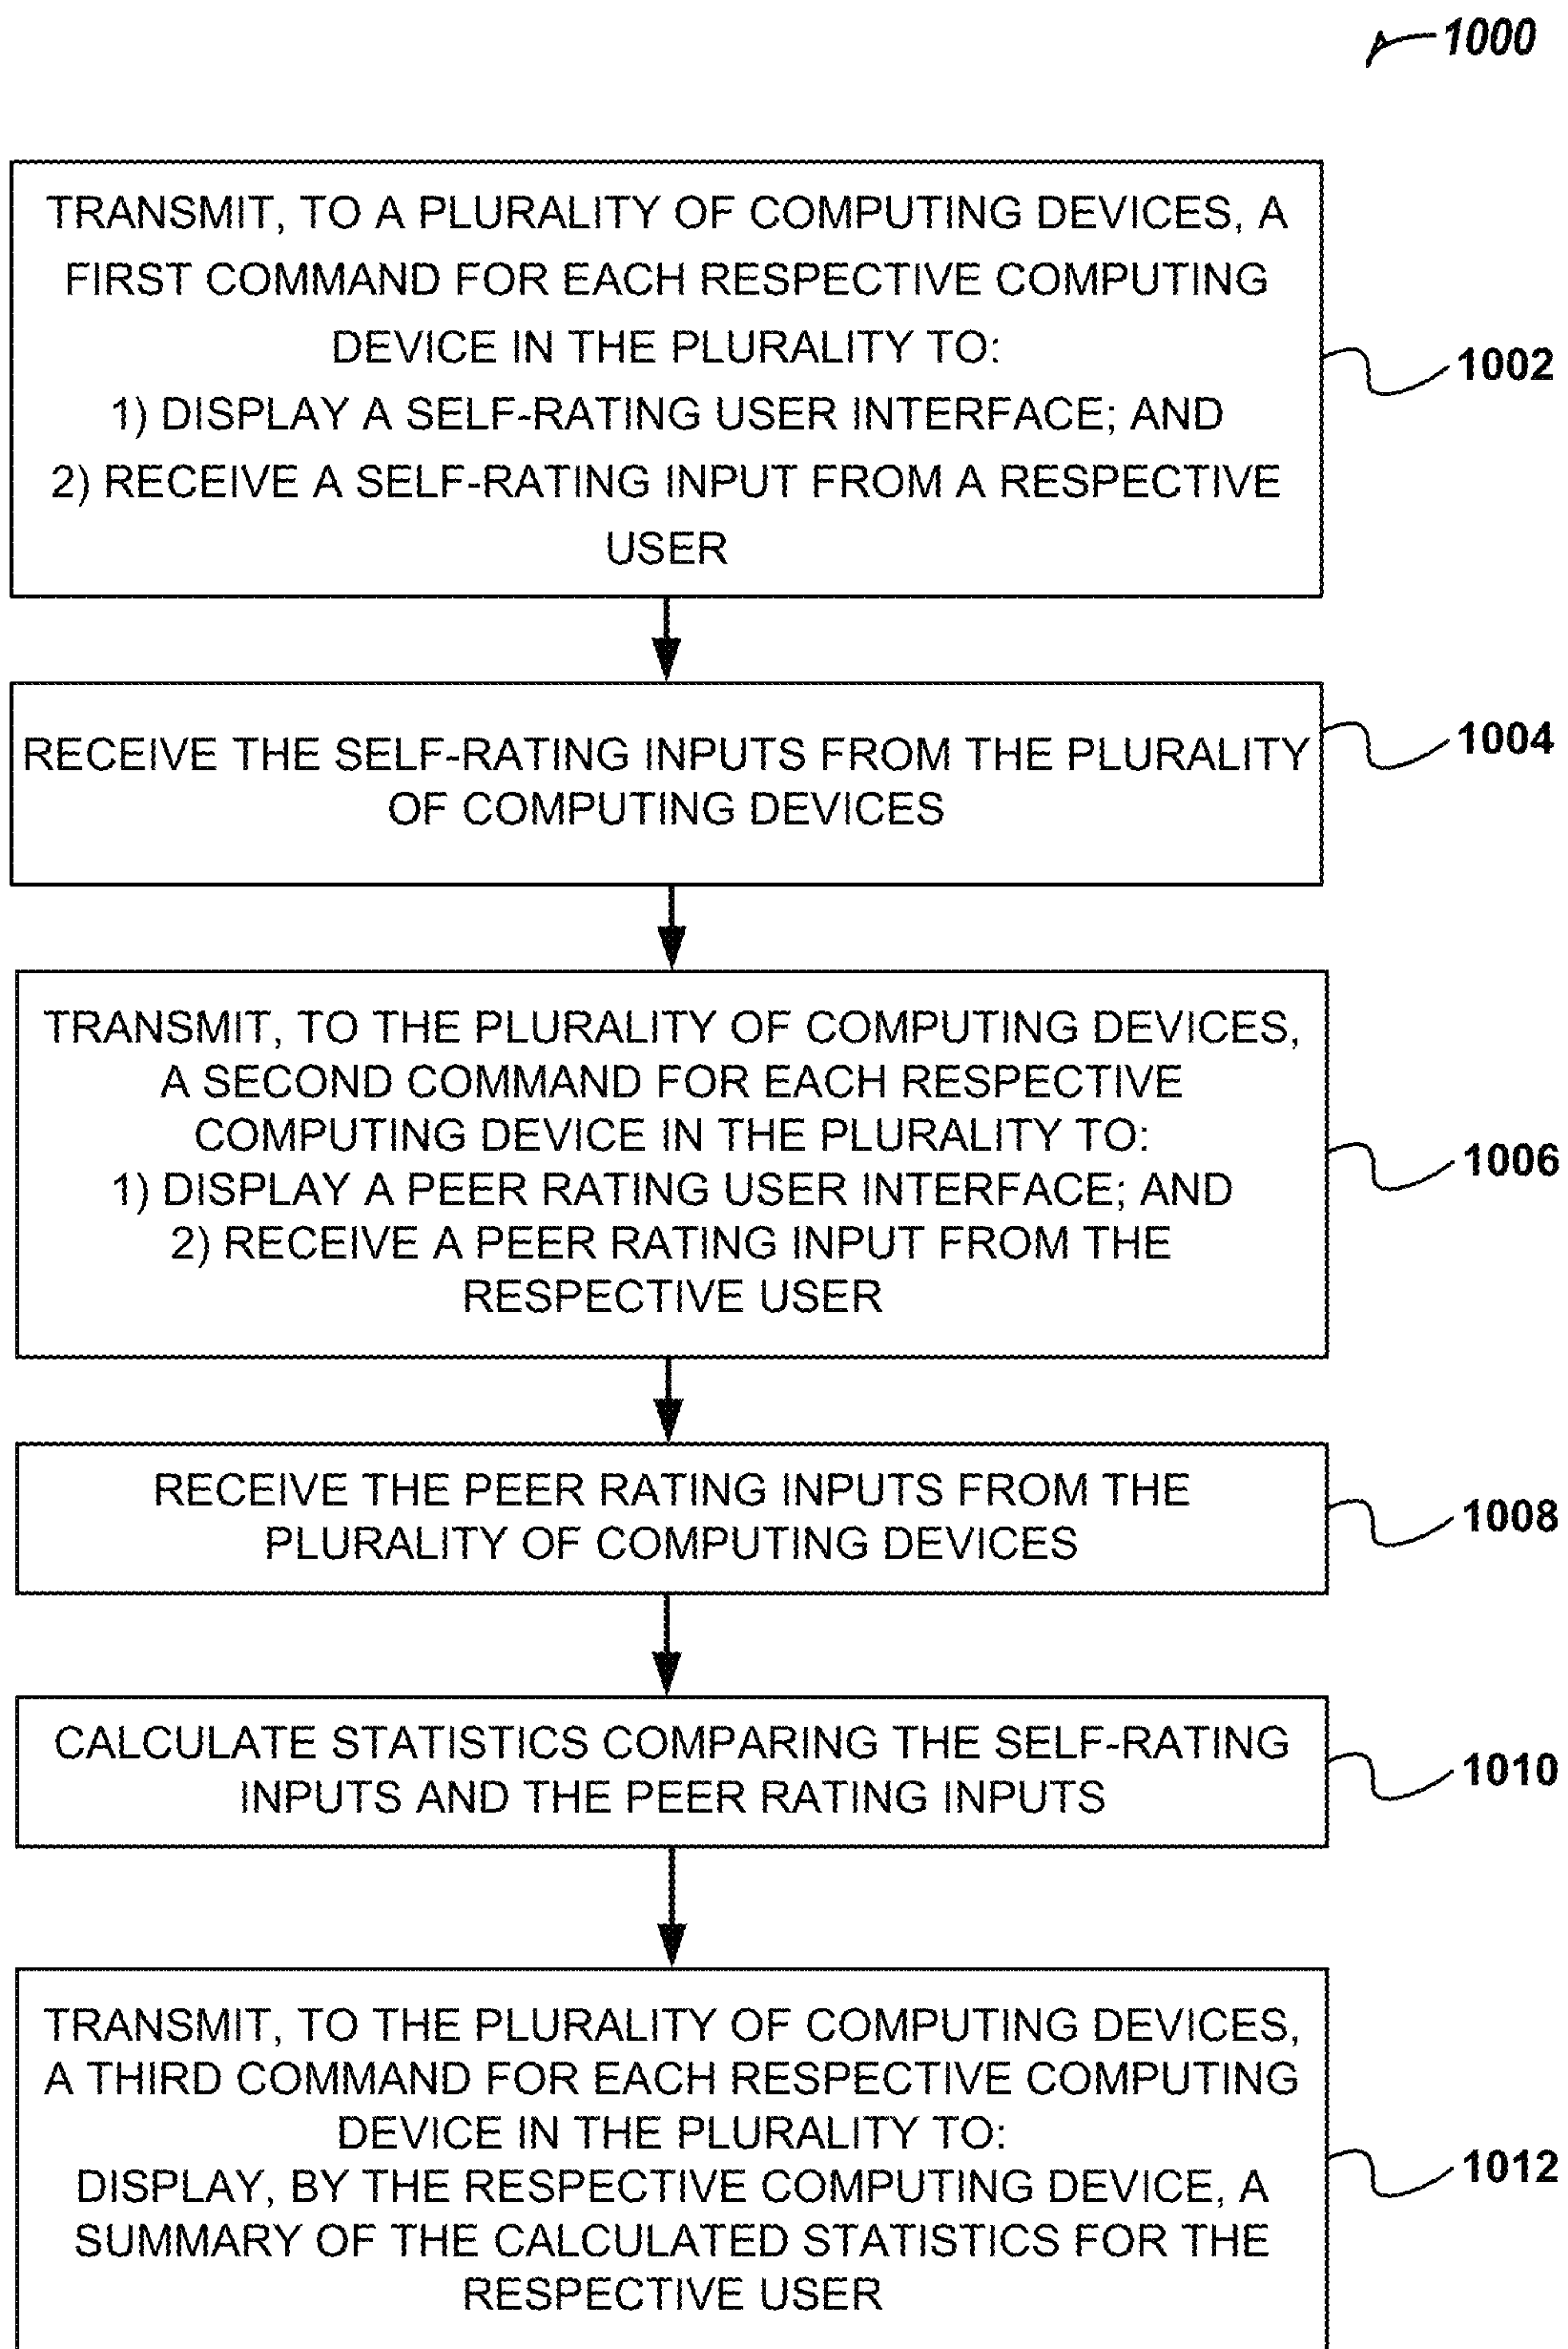 1000
TRANSMIT, TO A PLURALITY OF COMPUTING DEVICES, A
FIRST COMMAND FOR EACH RESPECTIVE COMPUTING
DEVICE IN THE PLURALITY TO:
1) DISPLAY A SELF-RATING USER INTERFACE; AND
2) RECEIVE A SELF-RATING INPUT FROM A RESPECTIVE
USER
1002
RECEIVE THE SELF-RATING INPUTS FROM THE PLURALITY
OF COMPUTING DEVICES
1004
TRANSMIT, TO THE PLURALITY OF COMPUTING DEVICES,
A SECOND COMMAND FOR EACH RESPECTIVE
COMPUTING DEVICE IN THE PLURALITY TO:
1) DISPLAY A PEER RATING USER INTERFACE; AND
2) RECEIVE A PEER RATING INPUT FROM THE
RESPECTIVE USER
1006
RECEIVE THE PEER RATING INPUTS FROM THE
PLURALITY OF COMPUTING DEVICES
1008
CALCULATE STATISTICS COMPARING THE SELF-RATING
INPUTS AND THE PEER RATING INPUTS
1010
TRANSMIT, TO THE PLURALITY OF COMPUTING DEVICES,
A THIRD COMMAND FOR EACH RESPECTIVE COMPUTING
DEVICE IN THE PLURALITY TO:
DISPLAY, BY THE RESPECTIVE COMPUTING DEVICE, A
SUMMARY OF THE CALCULATED STATISTICS FOR THE
RESPECTIVE USER
1012